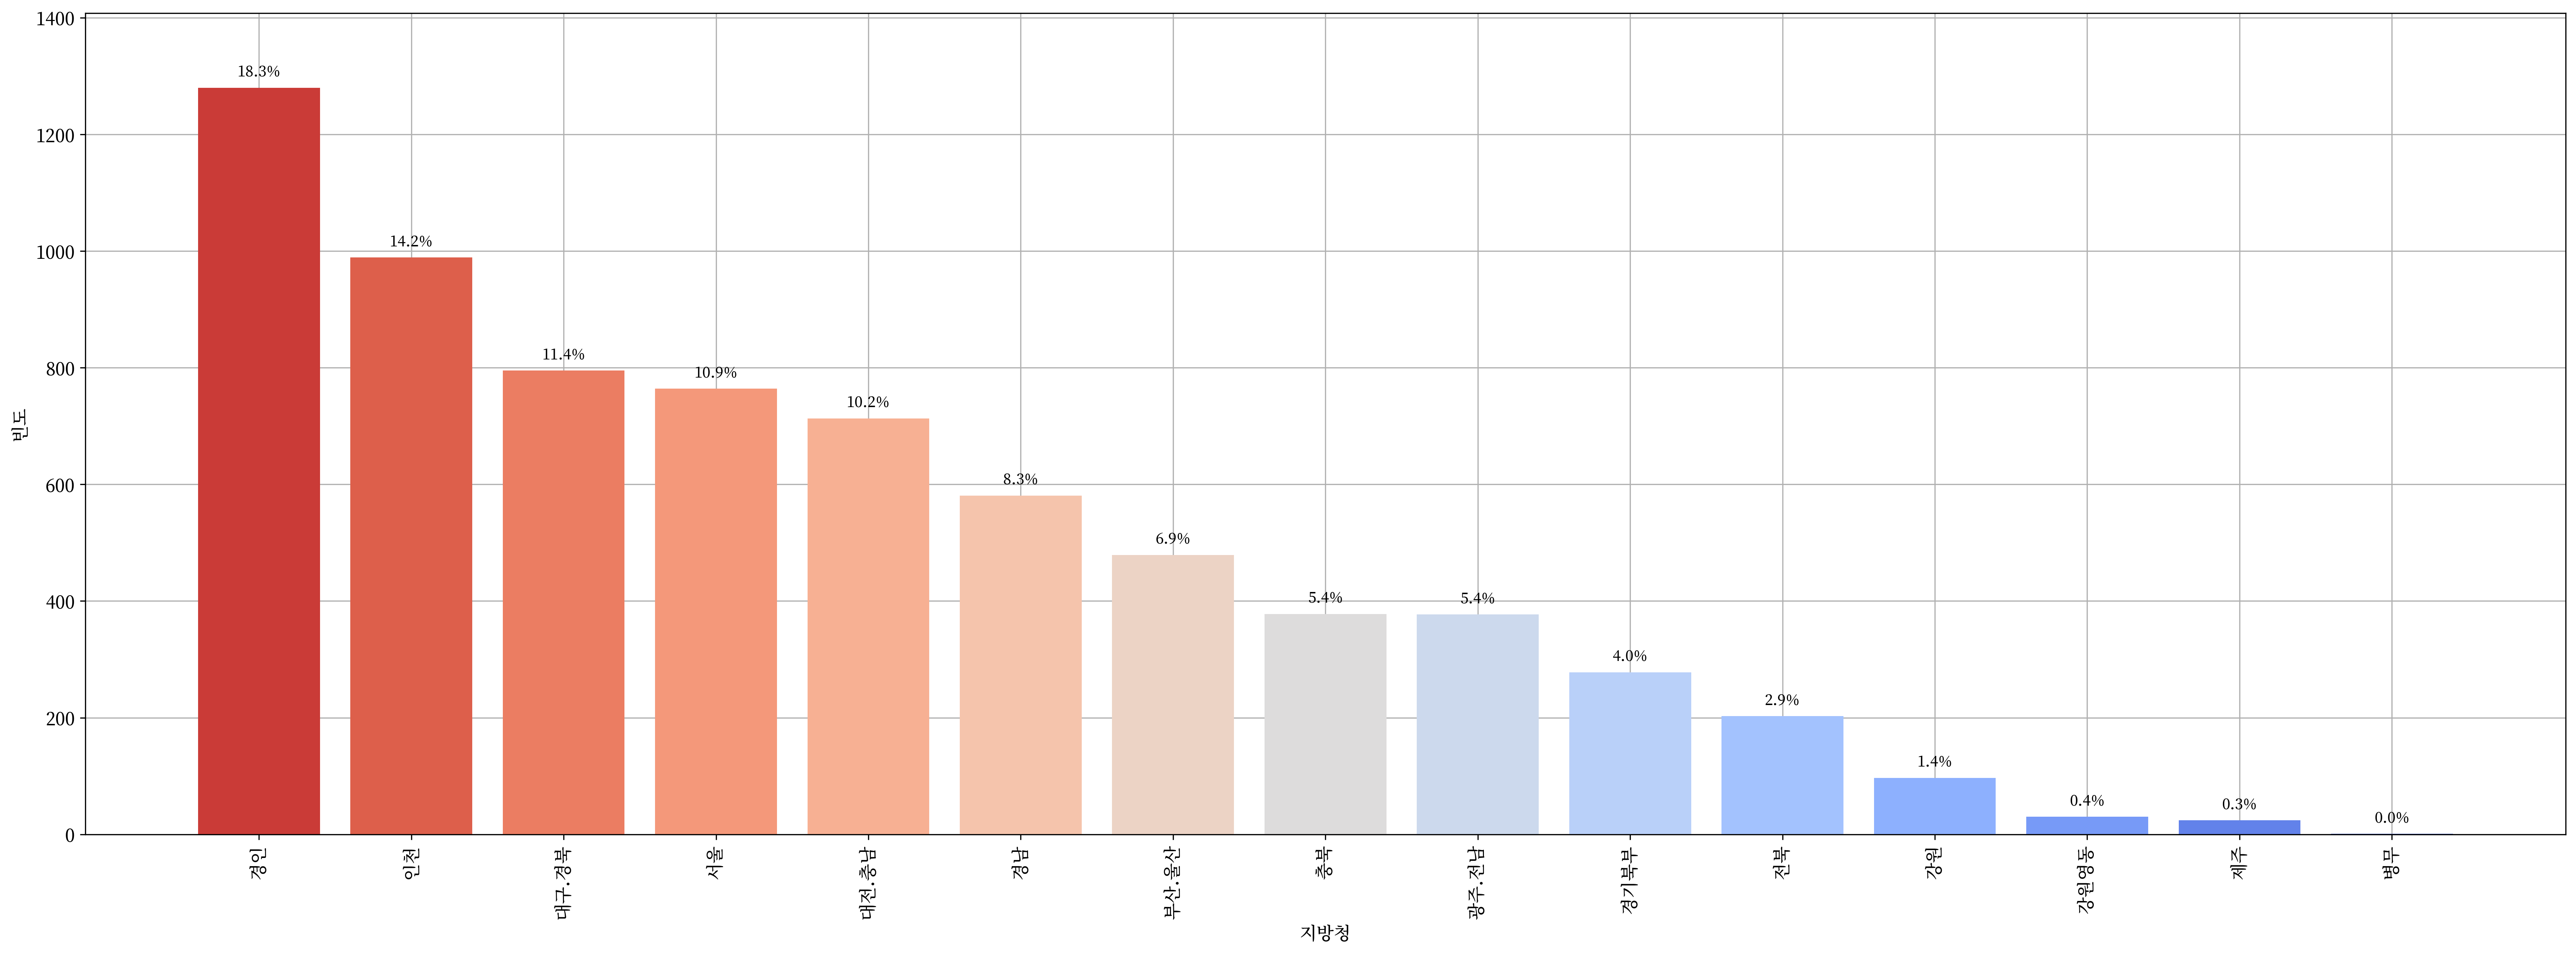 1400
1200
1000
800
600
400
200
0
빈도
18.3%
14.2%
11.4%
10.9%
10.2%
8.3%
6.9%
5.4%
5.4%
4.0%
2.9%
1.4%
0.4%
0.3%
0.0%
경인
인천
대구.경북
서울
대전.충남
경남
부산.울산
충북
광주.전남
경기북부
전북
강원
강원영동
제주
병무
지방청